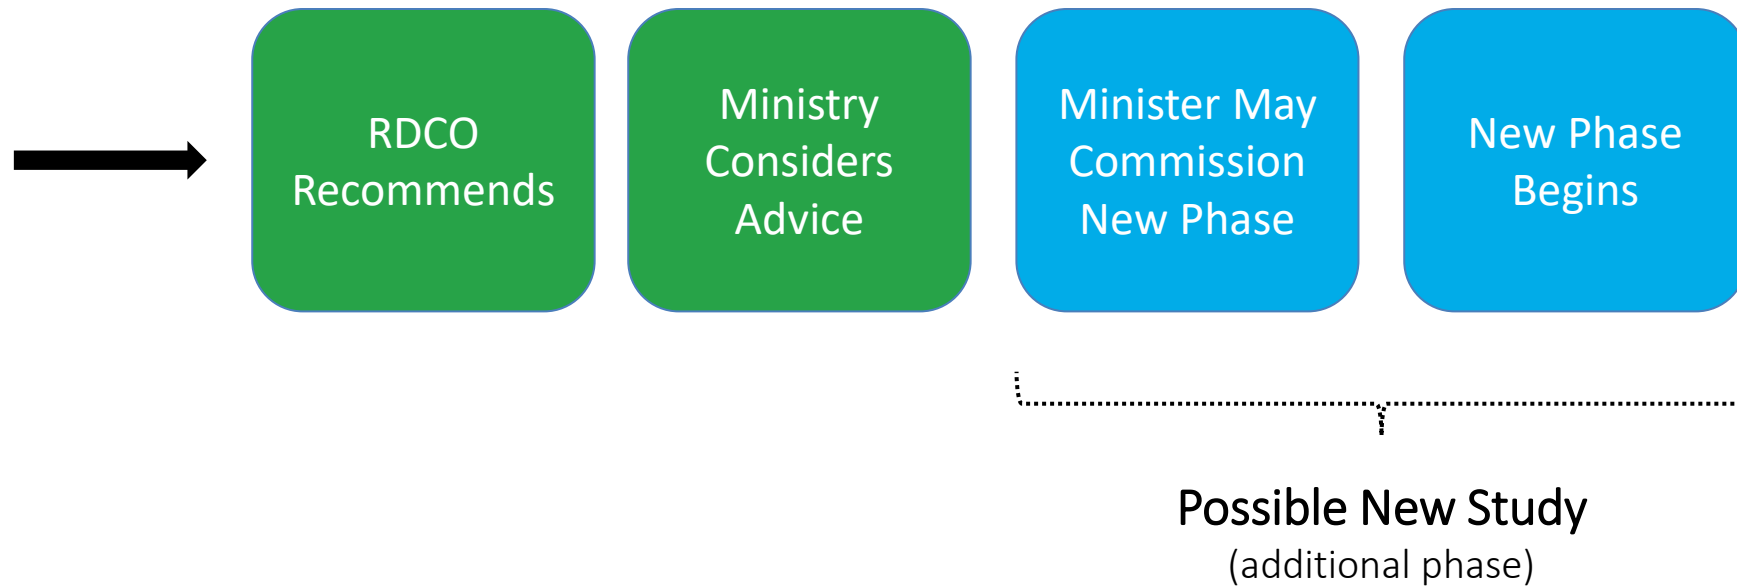 RDCO
Recommends
Ministry
Considers
Advice
Minister May
Commission
New Phase
New Phase
Begins
Possible New Study
(additional phase)